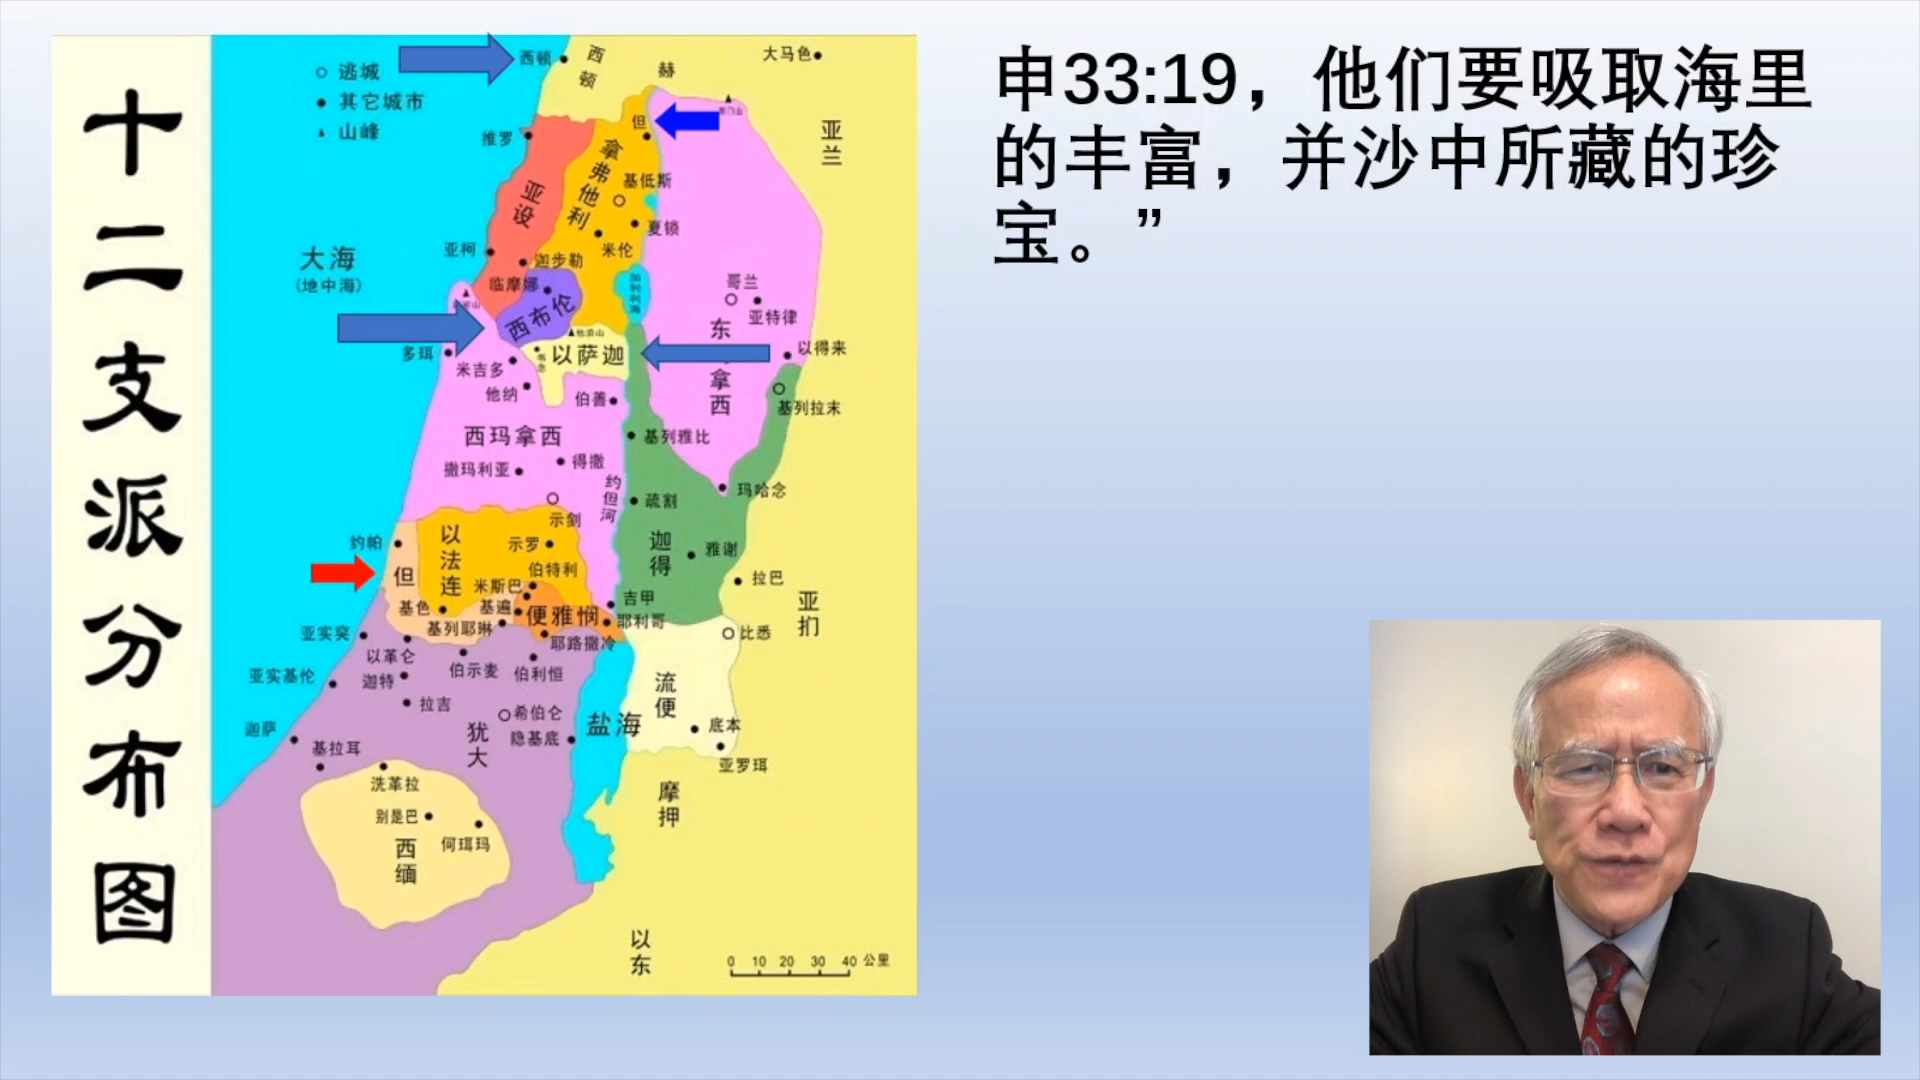 十二支派分布图
逃城
其它城市
山峰
西顿
西顿
大马色
赫
但
亚兰
推罗
拿弗他利
基低斯
亚设
夏锁
米伦
亚柯
迦步勒
大海
(地中海)
临摩挪
西布伦
哥兰
亚特律
东
拿西
以得来
以萨迦
多珥
米吉多
他纳
伯善
基列拉末
西玛拿西
基列雅比
撒玛利亚
得撒
约但河
玛哈念
疏割
示剑
约帕
以法连
示罗
迦得
雅谢
但
伯特利
米斯巴
拉巴
基色
基遍
便雅悯
吉甲
亚扪
耶利哥
基列耶琳
亚实突
耶路撒冷
比悉
以革仑
伯示麦
伯利恒
亚实基伦
迦特
流便
拉吉
希伯仑
盐海
底本
迦萨
犹大
隐基底
基拉耳
亚罗珥
洗革拉
摩押
别是巴
何珥玛
西缅
以东
0 10 20 30 40 公里
申33:19，他们要吸取海里
的丰富，并沙中所藏的珍
宝。”